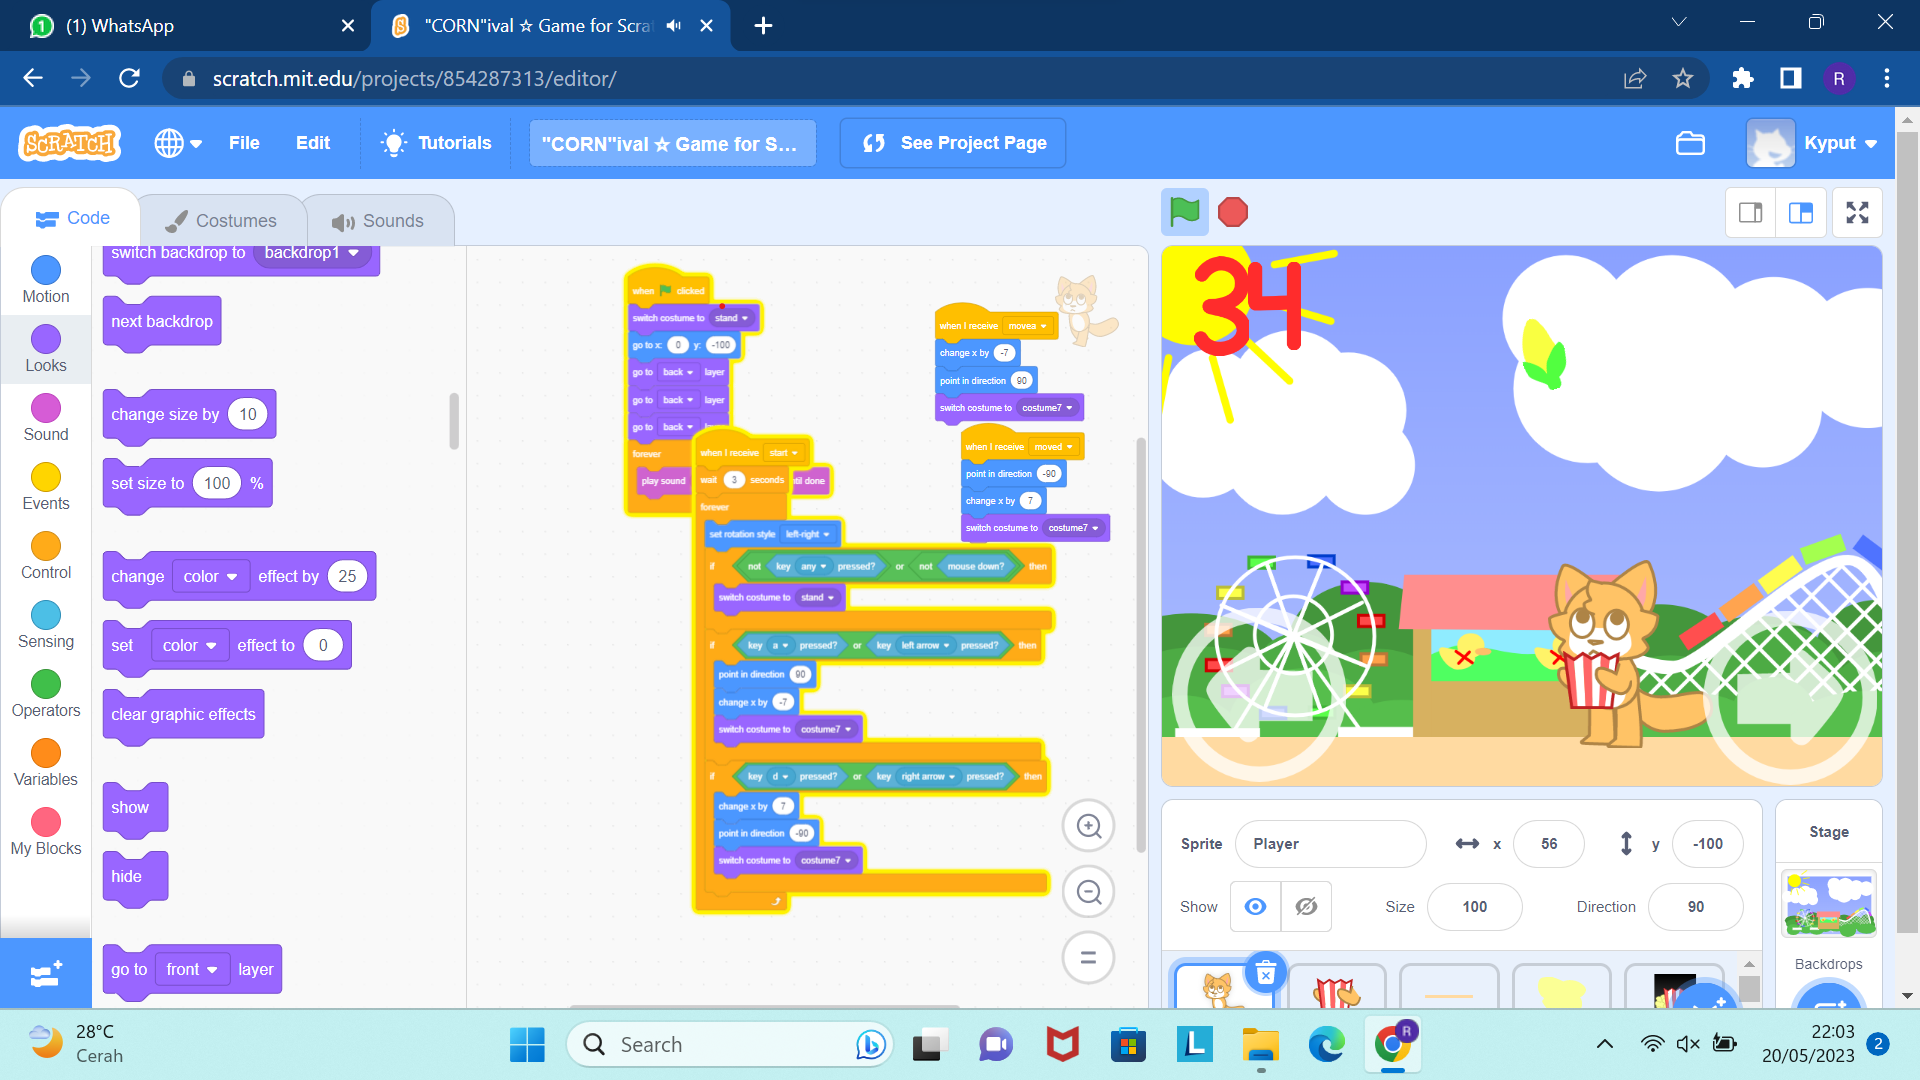 (1) WhatsApp
"CORN"ival ☆ Game for Scra
scratch.mit.edu/projects/854287313/editor/
R
SCRATCH
File
Edit
Tutorials
"CORN"ival ☆ Game for S...
See Project Page
Kyput
Code
Costumes
Sounds
Motion
Looks
Sound
Events
Control
Sensing
Operators
Variables
My Blocks
switch backdrop to backdrop1
next backdrop
change size by 10
set size to 100 %
change color effect by 25
set color effect to 0
clear graphic effects
show
hide
go to front layer
when clicked
switch costume to stand
go to x: 0 y: -100
go to back layer
go to back layer
go to back
forever
play sound
til done
when I receive start
wait 3 seconds
forever
set rotation style left-right
if not key any pressed? or not mouse down? then
switch costume to stand
if key a pressed? or key left arrow pressed? then
point in direction 90
change x by -7
switch costume to costume7
if key d pressed? or key right arrow pressed? then
change x by 7
point in direction -90
switch costume to costume7
when I receive movea
change x by -7
point in direction 90
switch costume to costume7
when I receive moved
point in direction -90
change x by 7
switch costume to costume7
34
Sprite Player x 56 y -100
Show Size 100 Direction 90
Stage
Backdrops
28°C
Cerah
Search
L
R
22:03
20/05/2023
2